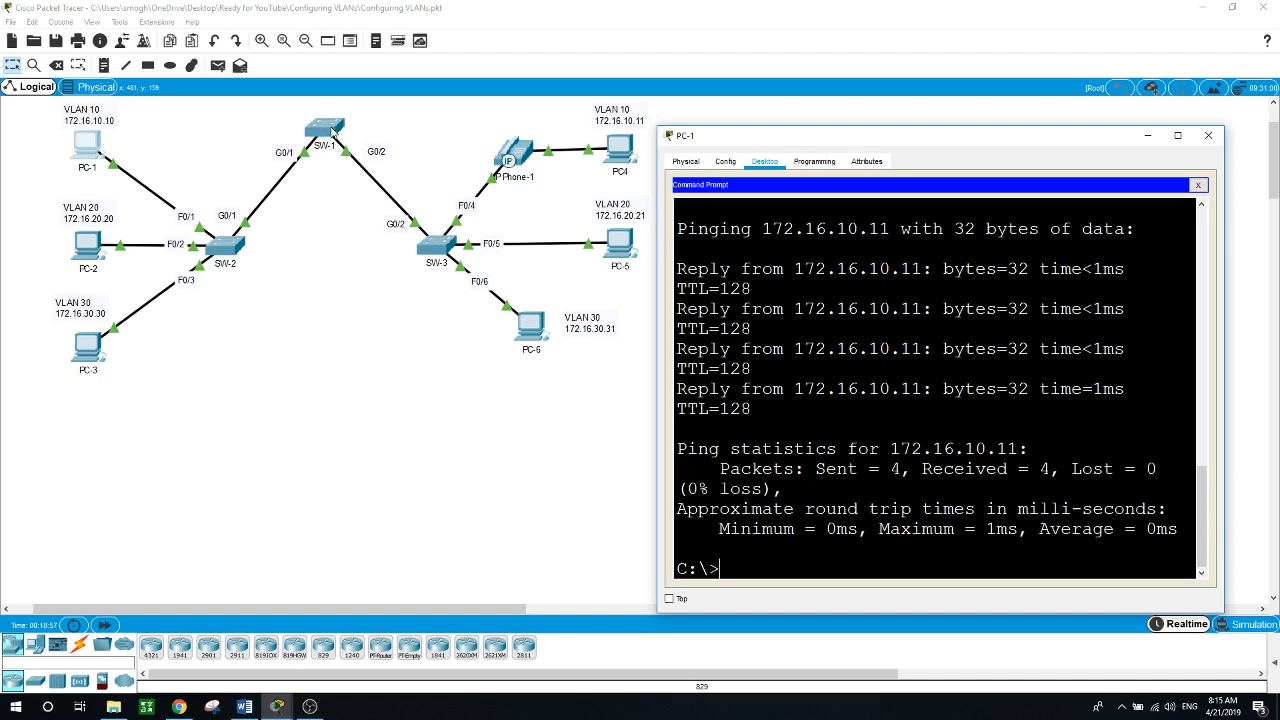 Cisco Packet Tracer - C:\Users\smogh\OneDrive\Desktop\Ready for YouTube\Configuring VLANs\Configuring VLANs.pkt
File Edit Options View Tools Extensions Help
Logical Physical x: 431, y: 159
[Root] 09:31:00
VLAN 10
172.16.10.10
PC-1
VLAN 20
172.16.20.20
PC-2
VLAN 30
172.16.30.30
PC-3
F0/1
F0/2
F0/3
G0/1
SW-2
G0/1
SW-1
G0/2
G0/2
SW-3
F0/4
F0/5
F0/6
IP
Phone-1
VLAN 10
172.16.10.11
PC4
VLAN 20
172.16.20.21
PC-5
VLAN 30
172.16.30.31
PC-6
PC-1
Physical Config Desktop Programming Attributes
Command Prompt
X
Pinging 172.16.10.11 with 32 bytes of data:
Reply from 172.16.10.11: bytes=32 time<1ms
TTL=128
Reply from 172.16.10.11: bytes=32 time<1ms
TTL=128
Reply from 172.16.10.11: bytes=32 time<1ms
TTL=128
Reply from 172.16.10.11: bytes=32 time=1ms
TTL=128
Ping statistics for 172.16.10.11:
Packets: Sent = 4, Received = 4, Lost = 0
(0% loss),
Approximate round trip times in milli-seconds:
Minimum = 0ms, Maximum = 1ms, Average = 0ms
C:\>
Top
Time: 00:18:57
Realtime Simulation
4321 1941 2901 2911 819IOX 819HGW 829 1240 PT-Router PT-Empty 1841 2620XM 2621XM 2811
829
ENG
8:15 AM
4/21/2019